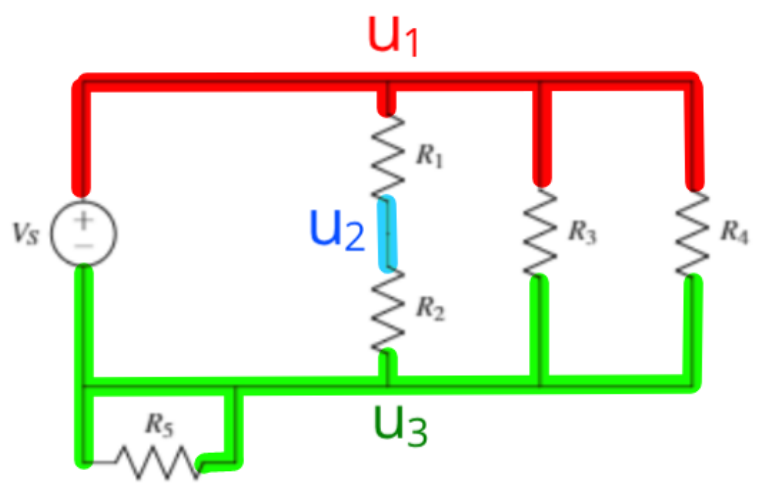 u₁
R₁
u₂
Vs
+
−
R₃
R₄
R₂
u₃
R₅